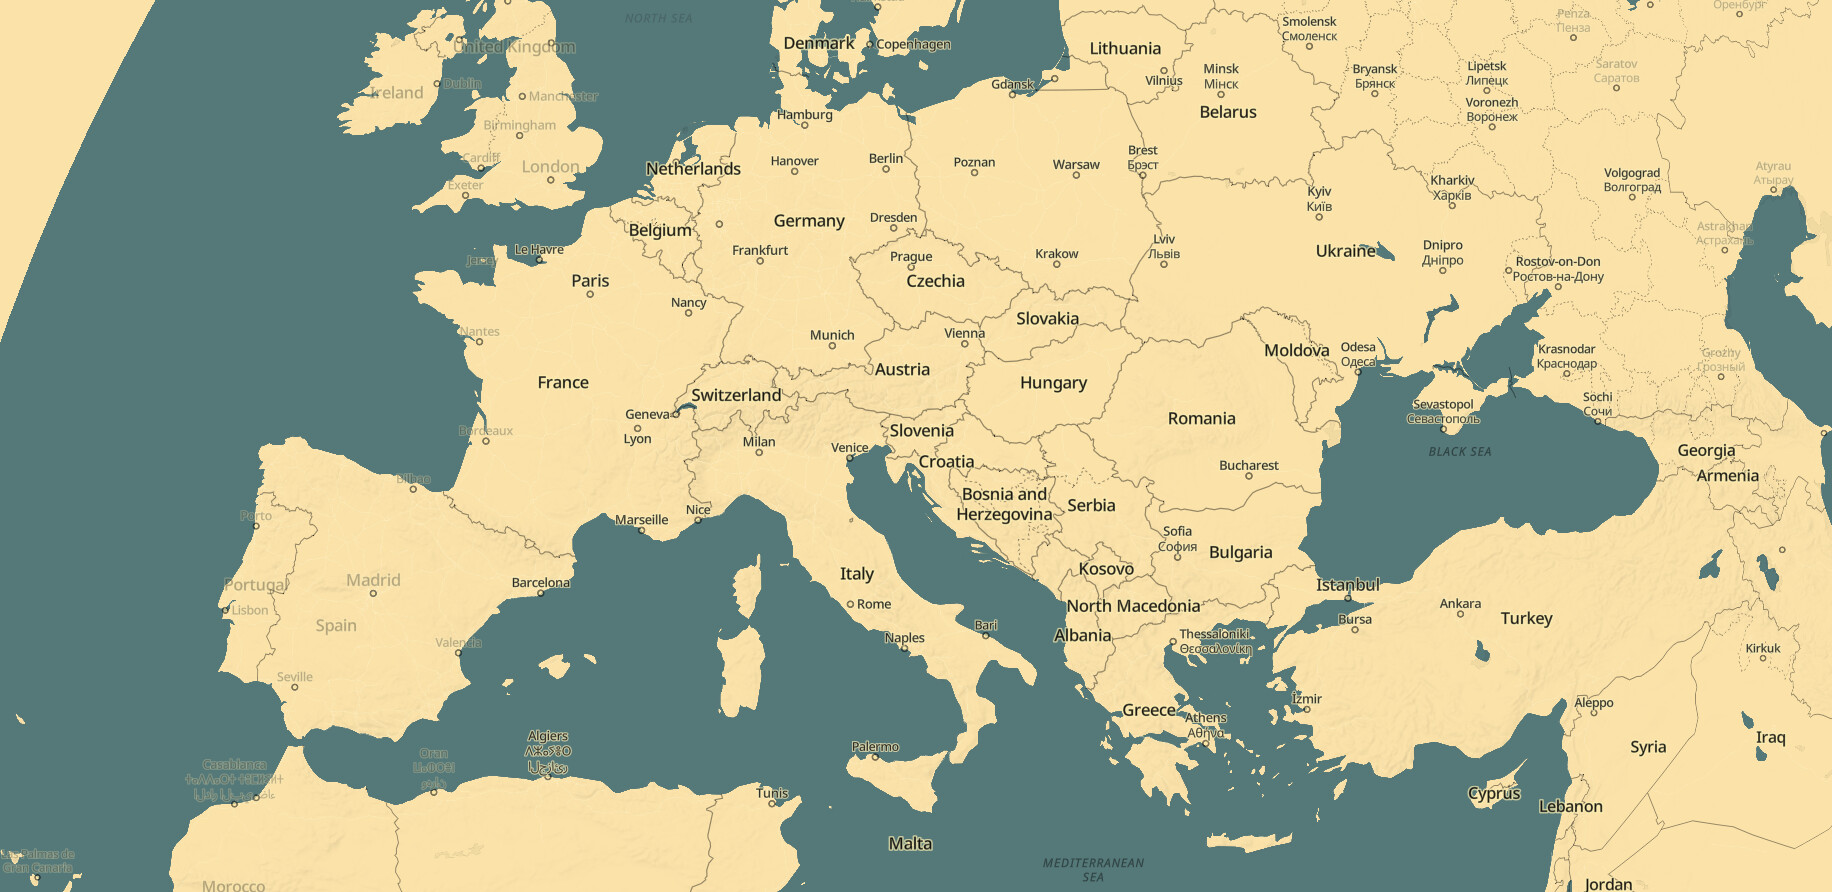 NORTH SEA
Denmark
Copenhagen
United Kingdom
Ireland
Dublin
Manchester
Birmingham
Cardiff
London
Exeter
Lithuania
Vilnius
Gdansk
Minsk
Мінск
Belarus
Smolensk
Смоленск
Bryansk
Брянск
Lipetsk
Липецк
Voronezh
Воронеж
Penza
Пенза
Saratov
Саратов
Оренбург
Hamburg
Netherlands
Hanover
Berlin
Poznan
Warsaw
Brest
Брэст
Belgium
Germany
Dresden
Frankfurt
Prague
Czechia
Krakow
Lviv
Львів
Kyiv
Київ
Kharkiv
Харків
Ukraine
Dnipro
Дніпро
Volgograd
Волгоград
Atyrau
Атырау
Astrakhan
Астрахань
Rostov-on-Don
Ростов-на-Дону
Le Havre
Jersey
Paris
Nancy
Nantes
Munich
Vienna
Slovakia
Austria
France
Switzerland
Hungary
Moldova
Odesa
Одеса
Krasnodar
Краснодар
Grozny
Грозный
Geneva
Lyon
Bordeaux
Milan
Venice
Slovenia
Croatia
Romania
Sevastopol
Севастополь
Sochi
Сочи
BLACK SEA
Georgia
Armenia
Bucharest
Bilbao
Porto
Marseille
Nice
Bosnia and
Herzegovina
Serbia
Sofia
София
Bulgaria
Kosovo
Italy
Rome
North Macedonia
Istanbul
Ankara
Turkey
Bursa
Portugal
Lisbon
Madrid
Spain
Barcelona
Valencia
Seville
Naples
Bari
Albania
Thessaloniki
Θεσσαλονίκη
Kirkuk
Greece
Athens
Αθήνα
İzmir
Aleppo
Syria
Iraq
Palermo
Algiers
Oran
Casablanca
Tunis
Cyprus
Lebanon
Malta
MEDITERRANEAN
SEA
Las Palmas de
Gran Canaria
Morocco
Jordan